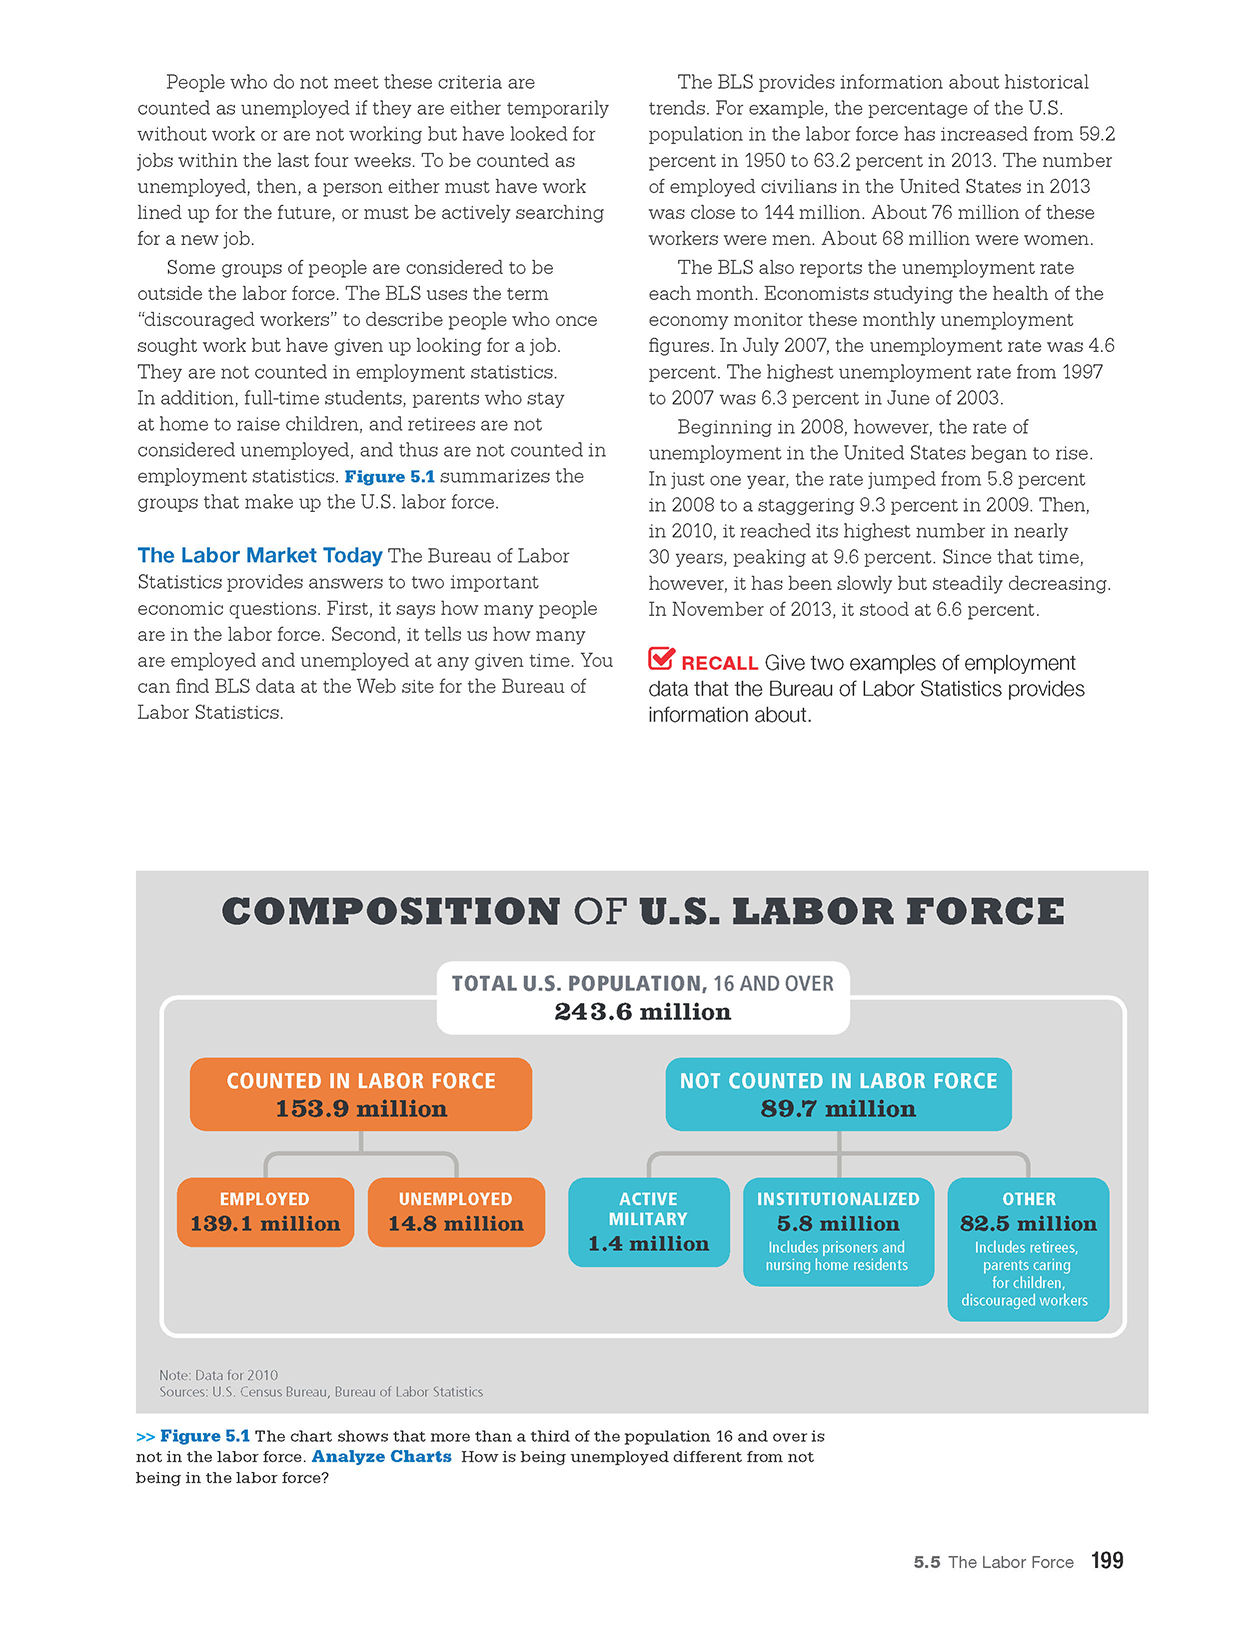 People who do not meet these criteria are
counted as unemployed if they are either temporarily
without work or are not working but have looked for
jobs within the last four weeks. To be counted as
unemployed, then, a person either must have work
lined up for the future, or must be actively searching
for a new job.
Some groups of people are considered to be
outside the labor force. The BLS uses the term
“discouraged workers” to describe people who once
sought work but have given up looking for a job.
They are not counted in employment statistics.
In addition, full-time students, parents who stay
at home to raise children, and retirees are not
considered unemployed, and thus are not counted in
employment statistics. Figure 5.1 summarizes the
groups that make up the U.S. labor force.
The Labor Market Today The Bureau of Labor
Statistics provides answers to two important
economic questions. First, it says how many people
are in the labor force. Second, it tells us how many
are employed and unemployed at any given time. You
can find BLS data at the Web site for the Bureau of
Labor Statistics.
The BLS provides information about historical
trends. For example, the percentage of the U.S.
population in the labor force has increased from 59.2
percent in 1950 to 63.2 percent in 2013. The number
of employed civilians in the United States in 2013
was close to 144 million. About 76 million of these
workers were men. About 68 million were women.
The BLS also reports the unemployment rate
each month. Economists studying the health of the
economy monitor these monthly unemployment
figures. In July 2007, the unemployment rate was 4.6
percent. The highest unemployment rate from 1997
to 2007 was 6.3 percent in June of 2003.
Beginning in 2008, however, the rate of
unemployment in the United States began to rise.
In just one year, the rate jumped from 5.8 percent
in 2008 to a staggering 9.3 percent in 2009. Then,
in 2010, it reached its highest number in nearly
30 years, peaking at 9.6 percent. Since that time,
however, it has been slowly but steadily decreasing.
In November of 2013, it stood at 6.6 percent.
RECALL Give two examples of employment
data that the Bureau of Labor Statistics provides
information about.
COMPOSITION OF U.S. LABOR FORCE
TOTAL U.S. POPULATION, 16 AND OVER
243.6 million
COUNTED IN LABOR FORCE
153.9 million
NOT COUNTED IN LABOR FORCE
89.7 million
EMPLOYED
139.1 million
UNEMPLOYED
14.8 million
ACTIVE
MILITARY
1.4 million
INSTITUTIONALIZED
5.8 million
Includes prisoners and
nursing home residents
OTHER
82.5 million
Includes retirees,
parents caring
for children,
discouraged workers
Note: Data for 2010
Sources: U.S. Census Bureau, Bureau of Labor Statistics
>> Figure 5.1 The chart shows that more than a third of the population 16 and over is
not in the labor force. Analyze Charts How is being unemployed different from not
being in the labor force?
5.5 The Labor Force 199